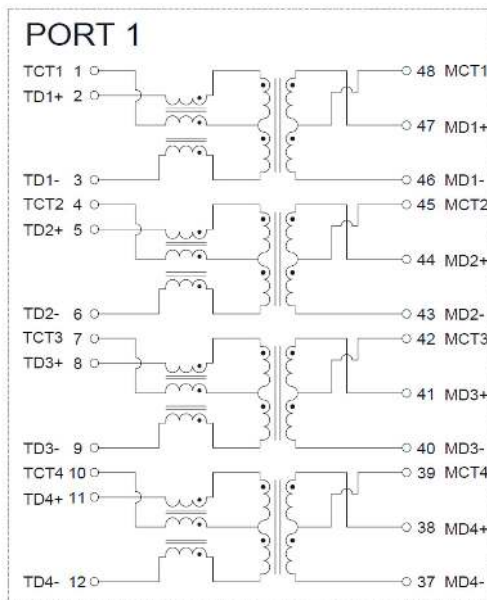 PORT 1
TCT1 1 48 MCT1
TD1+ 2
47 MD1+
TD1- 3 46 MD1-
TCT2 4 45 MCT2
TD2+ 5
44 MD2+
TD2- 6 43 MD2-
TCT3 7 42 MCT3
TD3+ 8
41 MD3+
TD3- 9 40 MD3-
TCT4 10 39 MCT4
TD4+ 11
38 MD4+
TD4- 12 37 MD4-